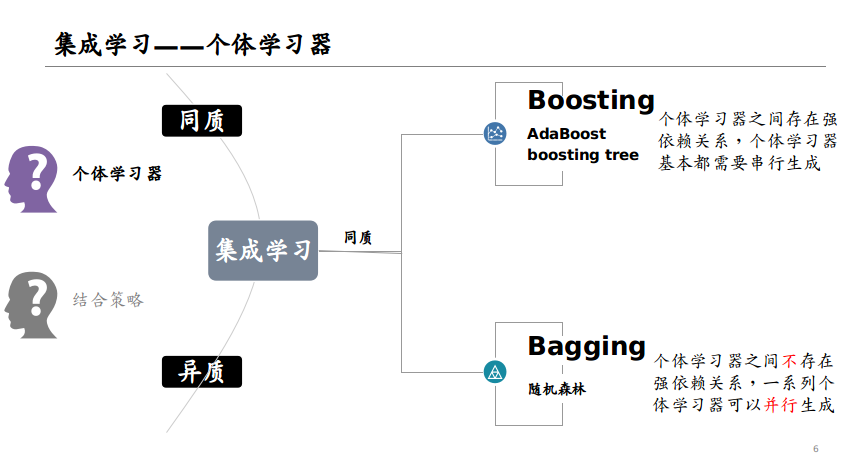 集成学习——个体学习器
同质
个体学习器
集成学习
结合策略
异质
同质
Boosting
AdaBoost
boosting tree
个体学习器之间存在强
依赖关系，个体学习器
基本都需要串行生成
Bagging
随机森林
个体学习器之间不存在
强依赖关系，一系列个
体学习器可以并行生成
6